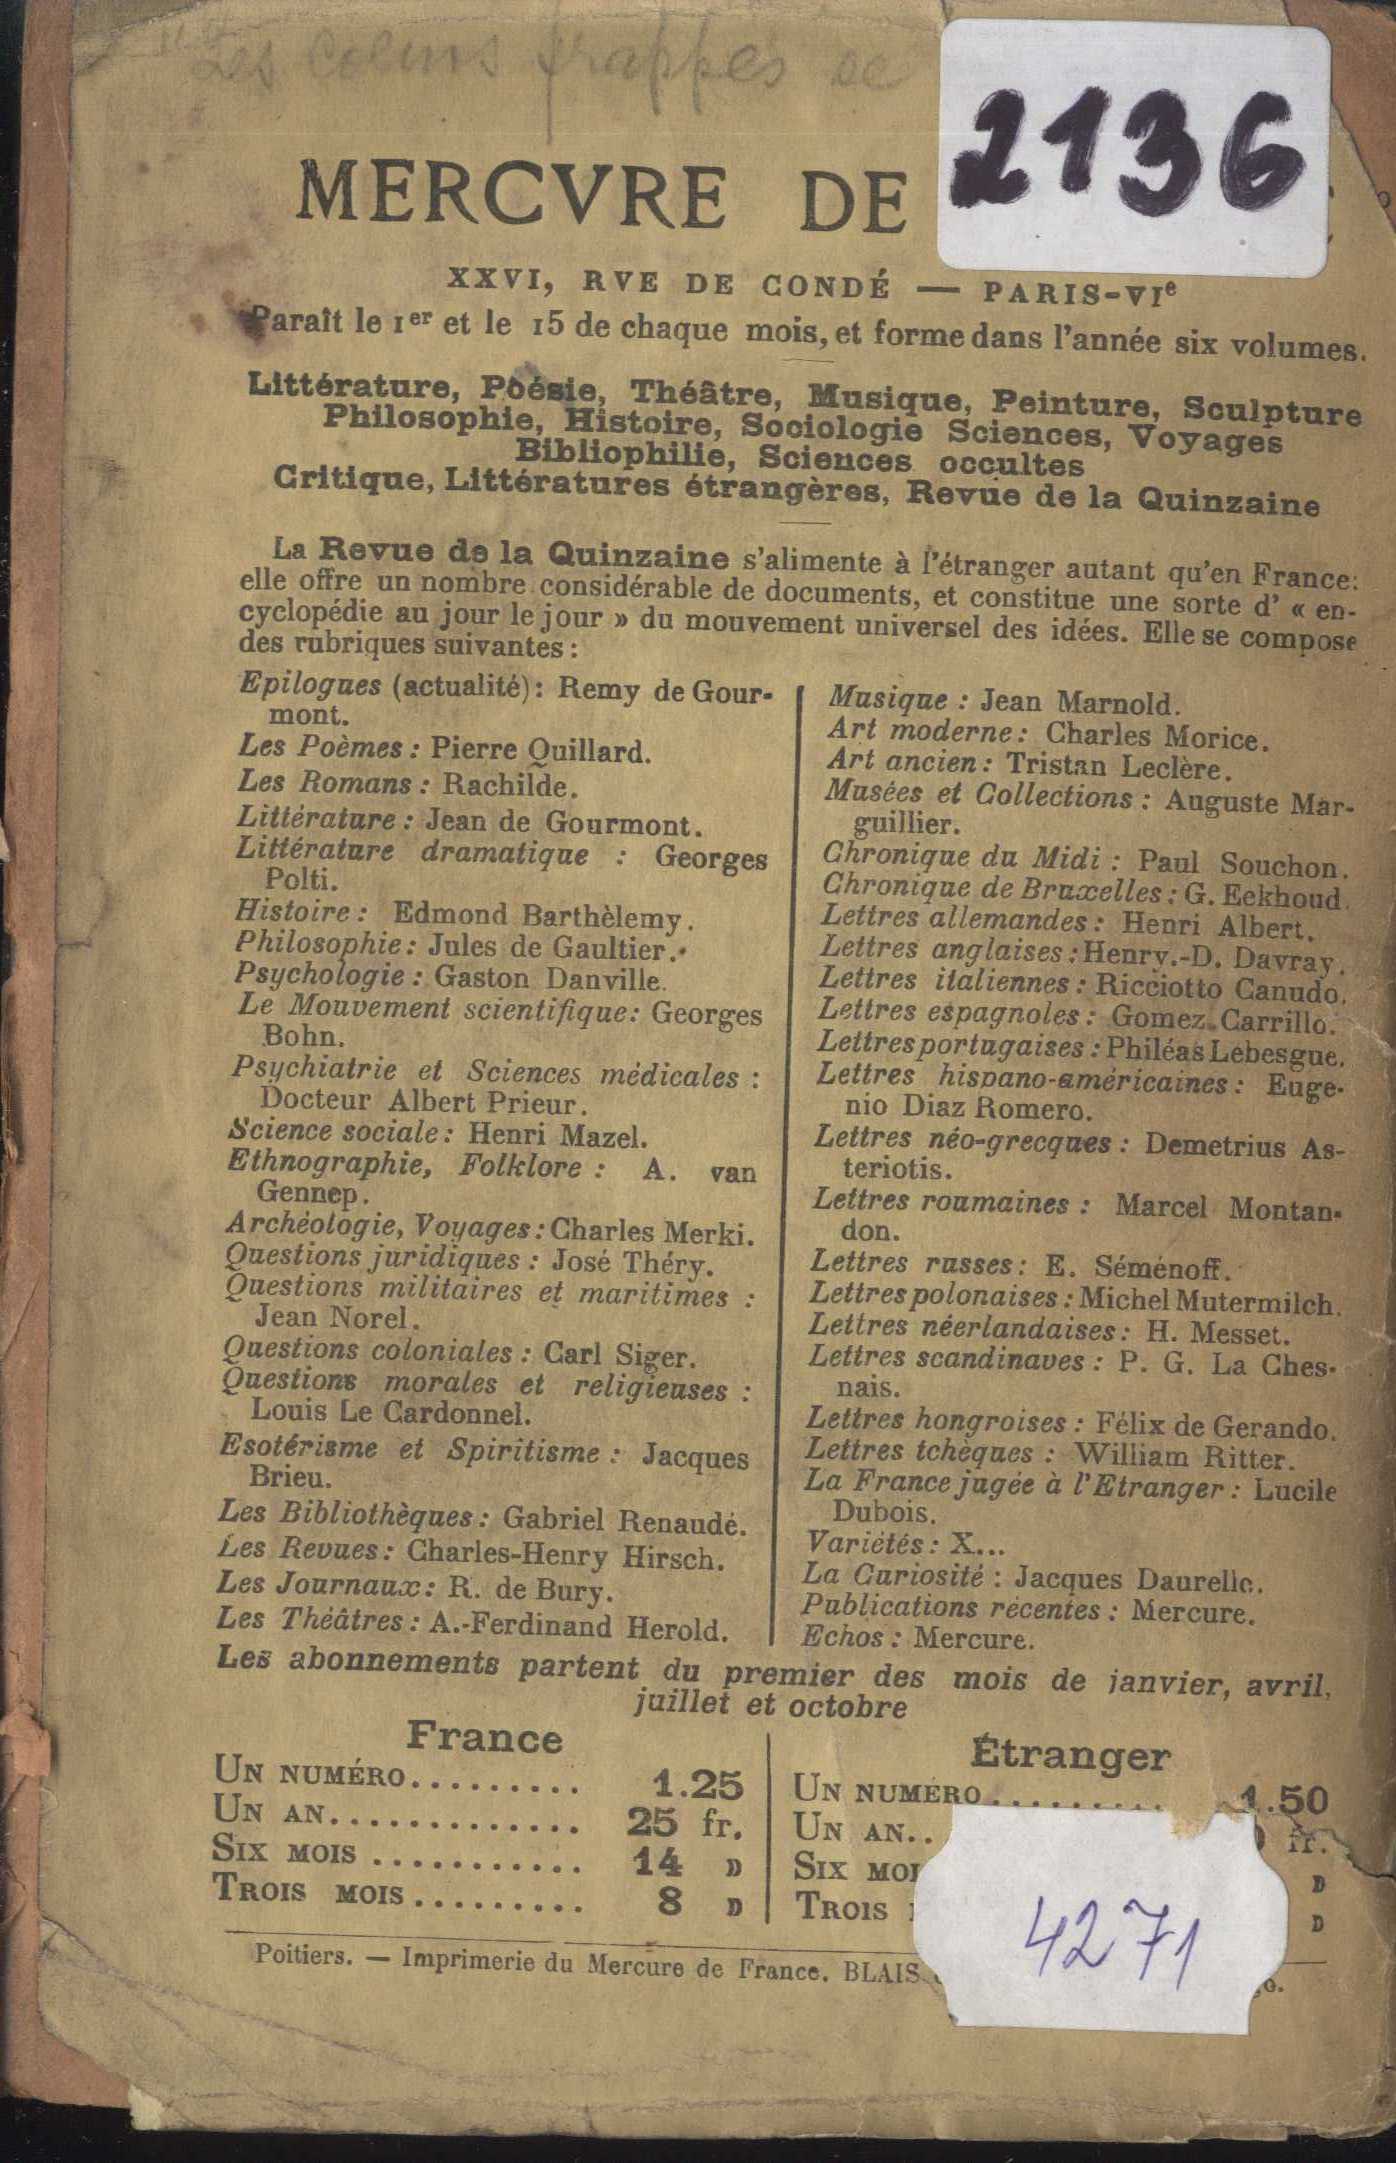 Les colins frappés de
2136
MERCVRE DE
XXVI, RVE DE CONDÉ — PARIS-VIe
Paraît le 1er et le 15 de chaque mois, et forme dans l'année six volumes.
Littérature, Poésie, Théâtre, Musique, Peinture, Sculpture
Philosophie, Histoire, Sociologie Sciences, Voyages
Bibliophilie, Sciences occultes
Critique, Littératures étrangères, Revue de la Quinzaine
La Revue de la Quinzaine s'alimente à l'étranger autant qu'en France:
elle offre un nombre considérable de documents, et constitue une sorte d' « en-
cyclopédie au jour le jour » du mouvement universel des idées. Elle se compose
des rubriques suivantes :
Epilogues (actualité): Remy de Gour-
mont.
Les Poèmes : Pierre Quillard.
Les Romans : Rachilde.
Littérature : Jean de Gourmont.
Littérature dramatique : Georges
Polti.
Histoire : Edmond Barthèlemy.
Philosophie : Jules de Gaultier.
Psychologie : Gaston Danville.
Le Mouvement scientifique: Georges
Bohn.
Psychiatrie et Sciences médicales :
Docteur Albert Prieur.
Science sociale : Henri Mazel.
Ethnographie, Folklore : A. van
Gennep.
Archéologie, Voyages : Charles Merki.
Questions juridiques : José Théry.
Questions militaires et maritimes :
Jean Norel.
Questions coloniales : Carl Siger.
Questions morales et religieuses :
Louis Le Cardonnel.
Esotérisme et Spiritisme : Jacques
Brieu.
Les Bibliothèques : Gabriel Renaudé.
Les Revues : Charles-Henry Hirsch.
Les Journaux : R. de Bury.
Les Théâtres : A.-Ferdinand Herold.
Musique : Jean Marnold.
Art moderne : Charles Morice.
Art ancien : Tristan Leclère.
Musées et Collections : Auguste Mar-
guillier.
Chronique du Midi : Paul Souchon.
Chronique de Bruxelles : G. Eekhoud.
Lettres allemandes : Henri Albert.
Lettres anglaises : Henry.-D. Davray.
Lettres italiennes : Ricciotto Canudo.
Lettres espagnoles : Gomez Carrillo.
Lettres portugaises : Philéas Lebesgue.
Lettres hispano-américaines : Euge-
nio Diaz Romero.
Lettres néo-grecques : Demetrius As-
teriotis.
Lettres roumaines : Marcel Montan-
don.
Lettres russes : E. Séménoff.
Lettres polonaises : Michel Mutermilch.
Lettres néerlandaises : H. Messet.
Lettres scandinaves : P. G. La Ches-
nais.
Lettres hongroises : Félix de Gerando.
Lettres tchèques : William Ritter.
La France jugée à l'Etranger : Lucile
Dubois.
Variétés : X...
La Curiosité : Jacques Daurelle.
Publications récentes : Mercure.
Echos : Mercure.
Les abonnements partent du premier des mois de janvier, avril,
juillet et octobre
France
UN NUMÉRO.......... 1.25
UN AN.............. 25 fr.
SIX MOIS ........... 14 »
TROIS MOIS.......... 8 »
Étranger
UN NUMÉRO.......... 1.50
UN AN.. fr.
SIX »
TROIS »
4271
Poitiers. — Imprimerie du Mercure de France. BLAIS